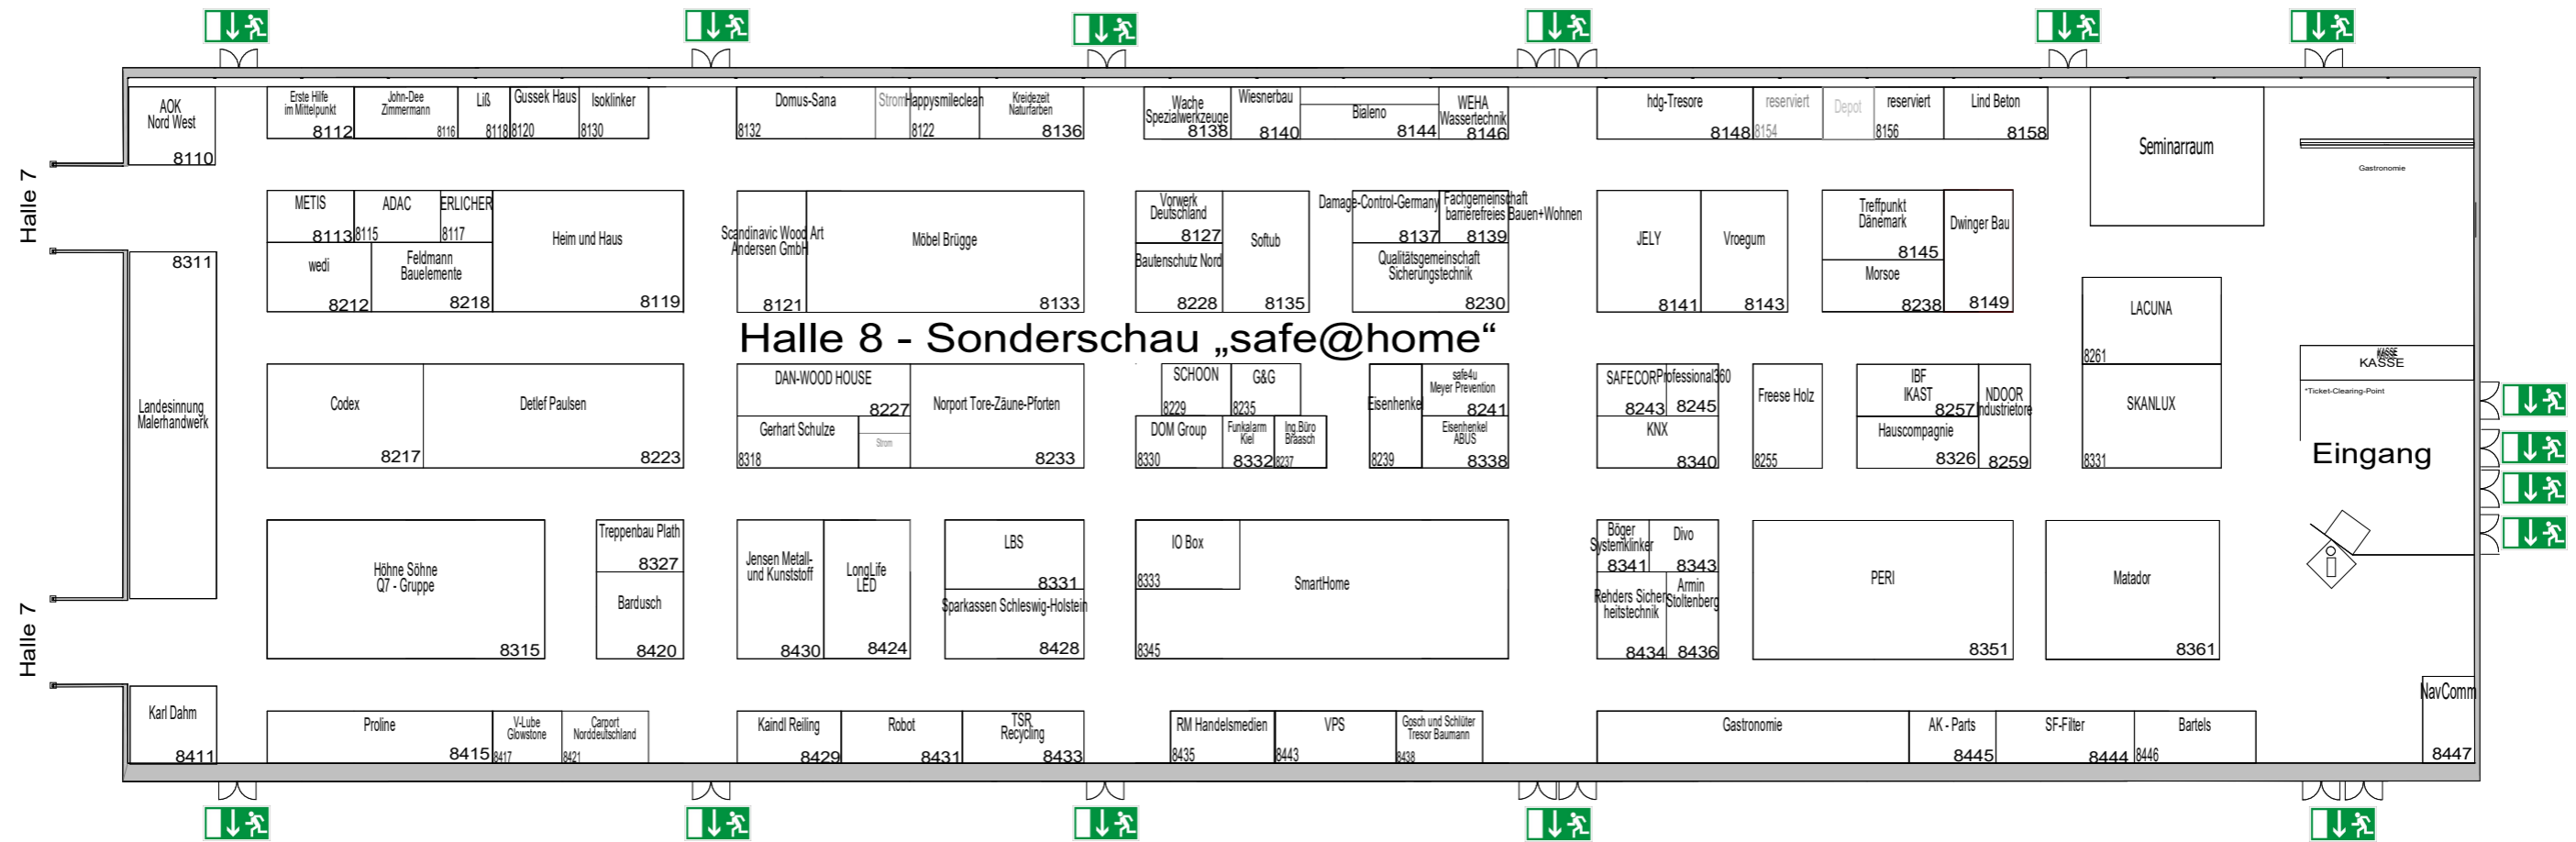 AOK
Nord West
8110
Erste Hilfe
im Mittelpunkt
8112
John-Dee
Zimmermann
8116
Liß
8118
Gussek Haus
8120
Isoklinker
8130
Domus-Sana
8132
Strom
Happysmileclean
8122
Kreidezeit
Naturfarben
8136
Wache
Spezialwerkzeuge
8138
Wiesnerbau
8140
Bialeno
8144
WEHA
Wassertechnik
8146
hdg-Tresore
8148
reserviert
8154
Depot
reserviert
8156
Lind Beton
8158
Seminarraum
Gastronomie
Halle 7
METIS
8113
ADAC
8115
ERLICHER
8117
Heim und Haus
8119
wedi
8212
Feldmann
Bauelemente
8218
Scandinavic Wood Art
Andersen GmbH
8121
Möbel Brügge
8133
Vorwerk
Deutschland
8127
Bautenschutz Nord
8228
Softub
8135
Damage-Control-Germany
8137
Fachgemeinschaft
barrierefreies Bauen+Wohnen
8139
Qualitätsgemeinschaft
Sicherungstechnik
8230
JELY
8141
Vroegum
8143
Treffpunkt
Dänemark
8145
Morsoe
8238
Dwinger Bau
8149
LACUNA
8261
Halle 8 - Sonderschau „safe@home“
8311
Landesinnung
Malerhandwerk
Codex
8217
Detlef Paulsen
8223
DAN-WOOD HOUSE
8227
Gerhart Schulze
8318
Strom
Norport Tore-Zäune-Pforten
8233
SCHOON
8229
G&G
8235
DOM Group
8330
Funkalarm
Kiel
8332
Ing.Büro
Braasch
8237
Eisenhenkel
8239
safe4u
Meyer Prevention
8241
Eisenhenkel
ABUS
8338
SAFECOR
8243
Professional360
8245
KNX
8340
Freese Holz
8255
IBF
IKAST
8257
Hauscompagnie
8326
NDOOR
Industrietore
8259
SKANLUX
8331
KASSE
KASSE
*Ticket-Clearing-Point
Eingang
i
Höhne Söhne
Q7 - Gruppe
8315
Treppenbau Plath
8327
Bardusch
8420
Jensen Metall-
und Kunststoff
8430
LongLife
LED
8424
LBS
8331
Sparkassen Schleswig-Holstein
8428
IO Box
8333
SmartHome
8345
Böger
Systemklinker
8341
Divo
8343
Rehders Sicher
heitstechnik
8434
Armin
Stoltenberg
8436
PERI
8351
Matador
8361
Halle 7
Karl Dahm
8411
Proline
8415
V-Lube
Glowstone
8417
Carport
Norddeutschland
8421
Kaindl Reiling
8429
Robot
8431
TSR
Recycling
8433
RM Handelsmedien
8435
VPS
8443
Gosch und Schlüter
Tresor Baumann
8438
Gastronomie
AK - Parts
8445
SF-Filter
8444
Bartels
8446
NavComm
8447